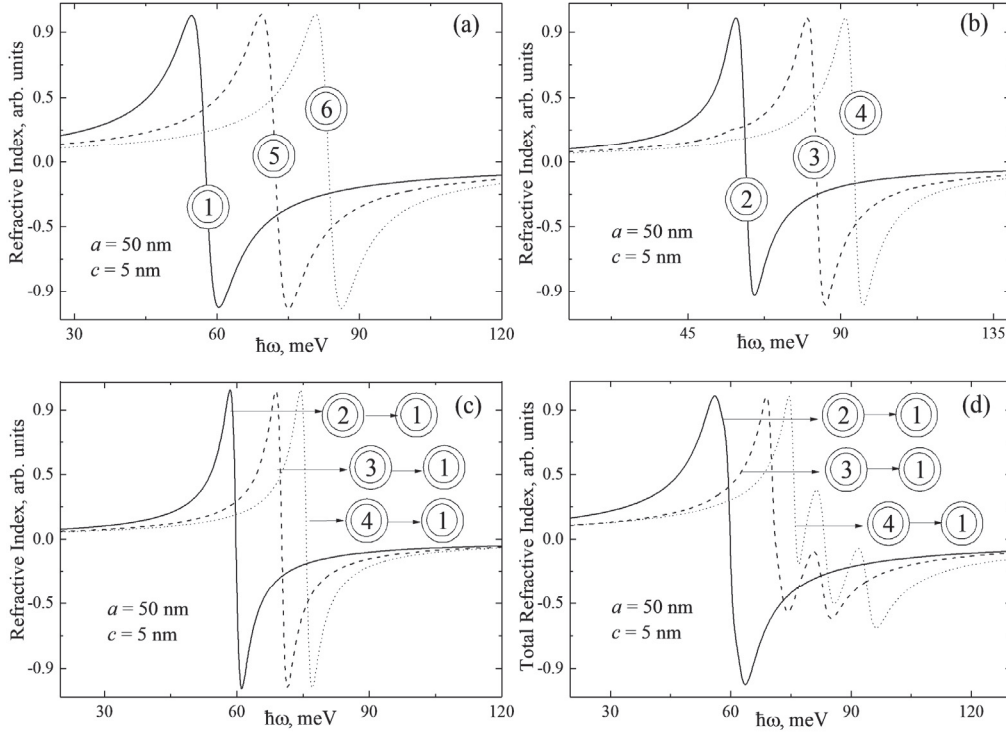 (a)
Refractive Index, arb. units
0.9
0.5
0.0
-0.5
-0.9
1
5
6
a = 50 nm
c = 5 nm
30 60 90 120
ħω, meV
(b)
Refractive Index, arb. units
0.9
0.5
0.0
-0.5
-0.9
2
3
4
a = 50 nm
c = 5 nm
45 90 135
ħω, meV
(c)
Refractive Index, arb. units
0.9
0.5
0.0
-0.5
-0.9
2 1
3 1
4 1
a = 50 nm
c = 5 nm
30 60 90 120
ħω, meV
(d)
Total Refractive Index, arb. units
0.9
0.5
0.0
-0.5
-0.9
2 1
3 1
4 1
a = 50 nm
c = 5 nm
30 60 90 120
ħω, meV